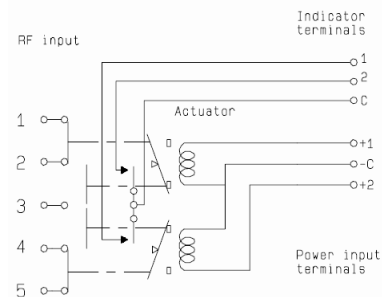 Indicator
terminals
RF input
1
2
C
Actuator
1
2
3
4
5
+1
-C
+2
Power input
terminals